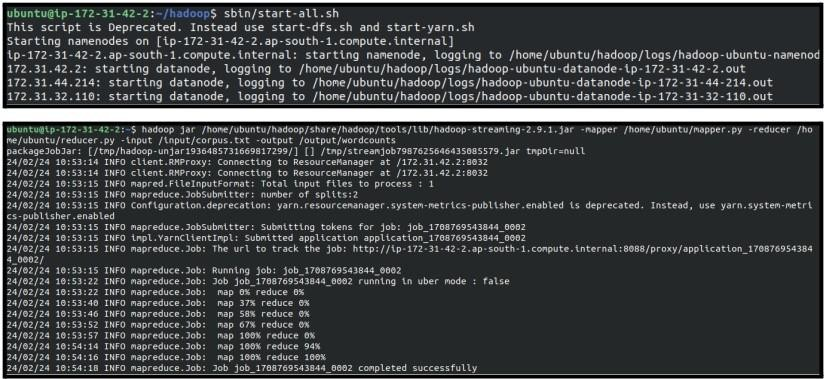 ubuntu@ip-172-31-42-2:~/hadoop$ sbin/start-all.sh
This script is Deprecated. Instead use start-dfs.sh and start-yarn.sh
Starting namenodes on [ip-172-31-42-2.ap-south-1.compute.internal]
ip-172-31-42-2.ap-south-1.compute.internal: starting namenode, logging to /home/ubuntu/hadoop/logs/hadoop-ubuntu-namenod
172.31.42.2: starting datanode, logging to /home/ubuntu/hadoop/logs/hadoop-ubuntu-datanode-ip-172-31-42-2.out
172.31.44.214: starting datanode, logging to /home/ubuntu/hadoop/logs/hadoop-ubuntu-datanode-ip-172-31-44-214.out
172.31.32.110: starting datanode, logging to /home/ubuntu/hadoop/logs/hadoop-ubuntu-datanode-ip-172-31-32-110.out
ubuntu@ip-172-31-42-2:~$ hadoop jar /home/ubuntu/hadoop/share/hadoop/tools/lib/hadoop-streaming-2.9.1.jar -mapper /home/ubuntu/mapper.py -reducer /ho
me/ubuntu/reducer.py -input /input/corpus.txt -output /output/wordcounts
packageJobJar: [/tmp/hadoop-unjar1936485731669817299/] [] /tmp/streamjob7987625646435085579.jar tmpDir=null
24/02/24 10:53:14 INFO client.RMProxy: Connecting to ResourceManager at /172.31.42.2:8032
24/02/24 10:53:14 INFO client.RMProxy: Connecting to ResourceManager at /172.31.42.2:8032
24/02/24 10:53:15 INFO mapred.FileInputFormat: Total input files to process : 1
24/02/24 10:53:15 INFO mapreduce.JobSubmitter: number of splits:2
24/02/24 10:53:15 INFO Configuration.deprecation: yarn.resourcemanager.system-metrics-publisher.enabled is deprecated. Instead, use yarn.system-metri
cs-publisher.enabled
24/02/24 10:53:15 INFO mapreduce.JobSubmitter: Submitting tokens for job: job_1708769543844_0002
24/02/24 10:53:15 INFO impl.YarnClientImpl: Submitted application application_1708769543844_0002
24/02/24 10:53:15 INFO mapreduce.Job: The url to track the job: http://ip-172-31-42-2.ap-south-1.compute.internal:8088/proxy/application_170876954384
4_0002/
24/02/24 10:53:15 INFO mapreduce.Job: Running job: job_1708769543844_0002
24/02/24 10:53:22 INFO mapreduce.Job: Job job_1708769543844_0002 running in uber mode : false
24/02/24 10:53:22 INFO mapreduce.Job:  map 0% reduce 0%
24/02/24 10:53:40 INFO mapreduce.Job:  map 37% reduce 0%
24/02/24 10:53:46 INFO mapreduce.Job:  map 58% reduce 0%
24/02/24 10:53:52 INFO mapreduce.Job:  map 67% reduce 0%
24/02/24 10:53:57 INFO mapreduce.Job:  map 100% reduce 0%
24/02/24 10:54:14 INFO mapreduce.Job:  map 100% reduce 94%
24/02/24 10:54:16 INFO mapreduce.Job:  map 100% reduce 100%
24/02/24 10:54:18 INFO mapreduce.Job: Job job_1708769543844_0002 completed successfully